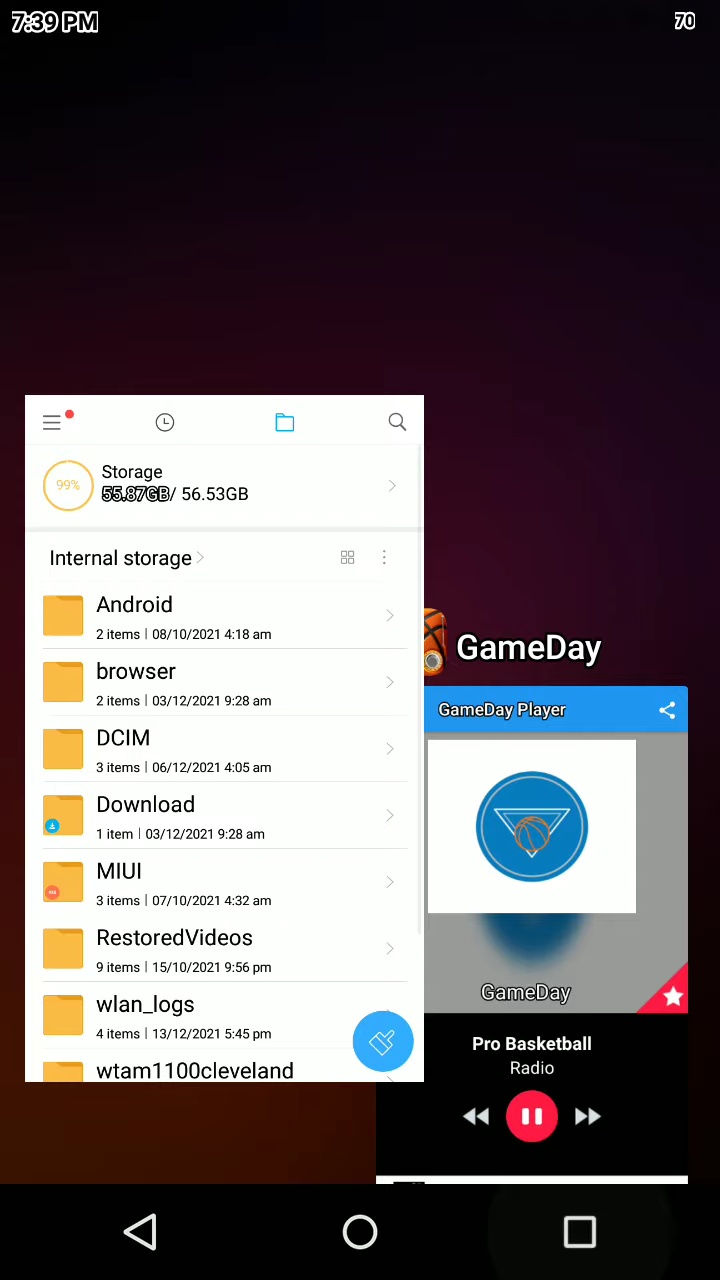 7:39 PM
70
99%
Storage
55.87GB/ 56.53GB
Internal storage
Android
2 items | 08/10/2021 4:18 am
browser
2 items | 03/12/2021 9:28 am
DCIM
3 items | 06/12/2021 4:05 am
Download
1 item | 03/12/2021 9:28 am
MIUI
3 items | 07/10/2021 4:32 am
RestoredVideos
9 items | 15/10/2021 9:56 pm
wlan_logs
4 items | 13/12/2021 5:45 pm
wtam1100cleveland
GameDay
GameDay Player
GameDay
Pro Basketball
Radio